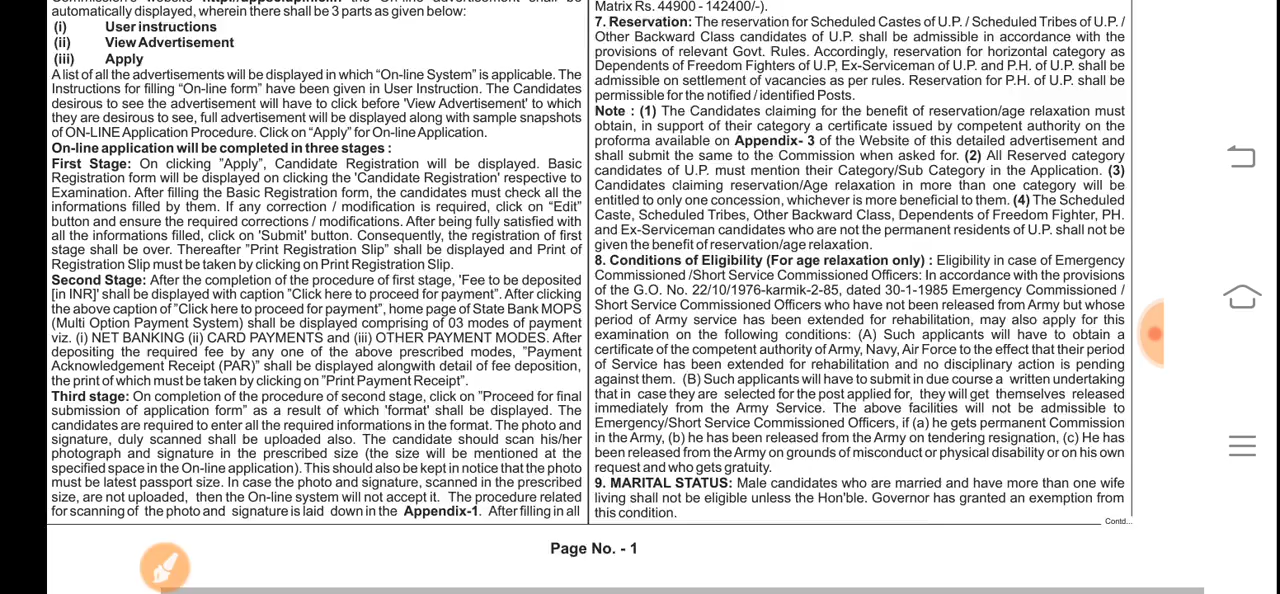 automatically displayed, wherein there shall be 3 parts as given below:
(i) User instructions
(ii) View Advertisement
(iii) Apply
A list of all the advertisements will be displayed in which "On-line System" is applicable. The
Instructions for filling "On-line form" have been given in User Instruction. The Candidates
desirous to see the advertisement will have to click before 'View Advertisement' to which
they are desirous to see, full advertisement will be displayed along with sample snapshots
of ON-LINE Application Procedure. Click on "Apply" for On-line Application.
On-line application will be completed in three stages :
First Stage: On clicking "Apply", Candidate Registration will be displayed. Basic
Registration form will be displayed on clicking the 'Candidate Registration' respective to
Examination. After filling the Basic Registration form, the candidates must check all the
informations filled by them. If any correction / modification is required, click on "Edit"
button and ensure the required corrections / modifications. After being fully satisfied with
all the informations filled, click on 'Submit' button. Consequently, the registration of first
stage shall be over. Thereafter "Print Registration Slip" shall be displayed and Print of
Registration Slip must be taken by clicking on Print Registration Slip.
Second Stage: After the completion of the procedure of first stage, 'Fee to be deposited
[in INR]' shall be displayed with caption "Click here to proceed for payment". After clicking
the above caption of "Click here to proceed for payment", home page of State Bank MOPS
(Multi Option Payment System) shall be displayed comprising of 03 modes of payment
viz. (i) NET BANKING (ii) CARD PAYMENTS and (iii) OTHER PAYMENT MODES. After
depositing the required fee by any one of the above prescribed modes, "Payment
Acknowledgement Receipt (PAR)" shall be displayed alongwith detail of fee deposition,
the print of which must be taken by clicking on "Print Payment Receipt".
Third stage: On completion of the procedure of second stage, click on "Proceed for final
submission of application form" as a result of which 'format' shall be displayed. The
candidates are required to enter all the required informations in the format. The photo and
signature, duly scanned shall be uploaded also. The candidate should scan his/her
photograph and signature in the prescribed size (the size will be mentioned at the
specified space in the On-line application). This should also be kept in notice that the photo
must be latest passport size. In case the photo and signature, scanned in the prescribed
size, are not uploaded, then the On-line system will not accept it. The procedure related
for scanning of the photo and signature is laid down in the Appendix-1. After filling in all
Matrix Rs. 44900 - 142400/-).
7. Reservation: The reservation for Scheduled Castes of U.P. / Scheduled Tribes of U.P. /
Other Backward Class candidates of U.P. shall be admissible in accordance with the
provisions of relevant Govt. Rules. Accordingly, reservation for horizontal category as
Dependents of Freedom Fighters of U.P, Ex-Serviceman of U.P. and P.H. of U.P. shall be
admissible on settlement of vacancies as per rules. Reservation for P.H. of U.P. shall be
permissible for the notified / identified Posts.
Note : (1) The Candidates claiming for the benefit of reservation/age relaxation must
obtain, in support of their category a certificate issued by competent authority on the
proforma available on Appendix- 3 of the Website of this detailed advertisement and
shall submit the same to the Commission when asked for. (2) All Reserved category
candidates of U.P. must mention their Category/Sub Category in the Application. (3)
Candidates claiming reservation/Age relaxation in more than one category will be
entitled to only one concession, whichever is more beneficial to them. (4) The Scheduled
Caste, Scheduled Tribes, Other Backward Class, Dependents of Freedom Fighter, PH.
and Ex-Serviceman candidates who are not the permanent residents of U.P. shall not be
given the benefit of reservation/age relaxation.
8. Conditions of Eligibility (For age relaxation only) : Eligibility in case of Emergency
Commissioned /Short Service Commissioned Officers: In accordance with the provisions
of the G.O. No. 22/10/1976-karmik-2-85, dated 30-1-1985 Emergency Commissioned /
Short Service Commissioned Officers who have not been released from Army but whose
period of Army service has been extended for rehabilitation, may also apply for this
examination on the following conditions: (A) Such applicants will have to obtain a
certificate of the competent authority of Army, Navy, Air Force to the effect that their period
of Service has been extended for rehabilitation and no disciplinary action is pending
against them. (B) Such applicants will have to submit in due course a written undertaking
that in case they are selected for the post applied for, they will get themselves released
immediately from the Army Service. The above facilities will not be admissible to
Emergency/Short Service Commissioned Officers, if (a) he gets permanent Commission
in the Army, (b) he has been released from the Army on tendering resignation, (c) He has
been released from the Army on grounds of misconduct or physical disability or on his own
request and who gets gratuity.
9. MARITAL STATUS: Male candidates who are married and have more than one wife
living shall not be eligible unless the Hon'ble. Governor has granted an exemption from
this condition.
Contd...
Page No. - 1